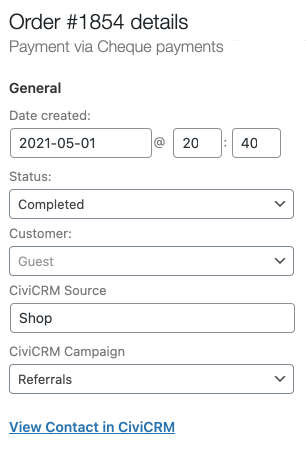 Order #1854 details
Payment via Cheque payments
General
Date created:
2021-05-01 @ 20 : 40
Status:
Completed
Customer:
Guest
CiviCRM Source
Shop
CiviCRM Campaign
Referrals
View Contact in CiviCRM